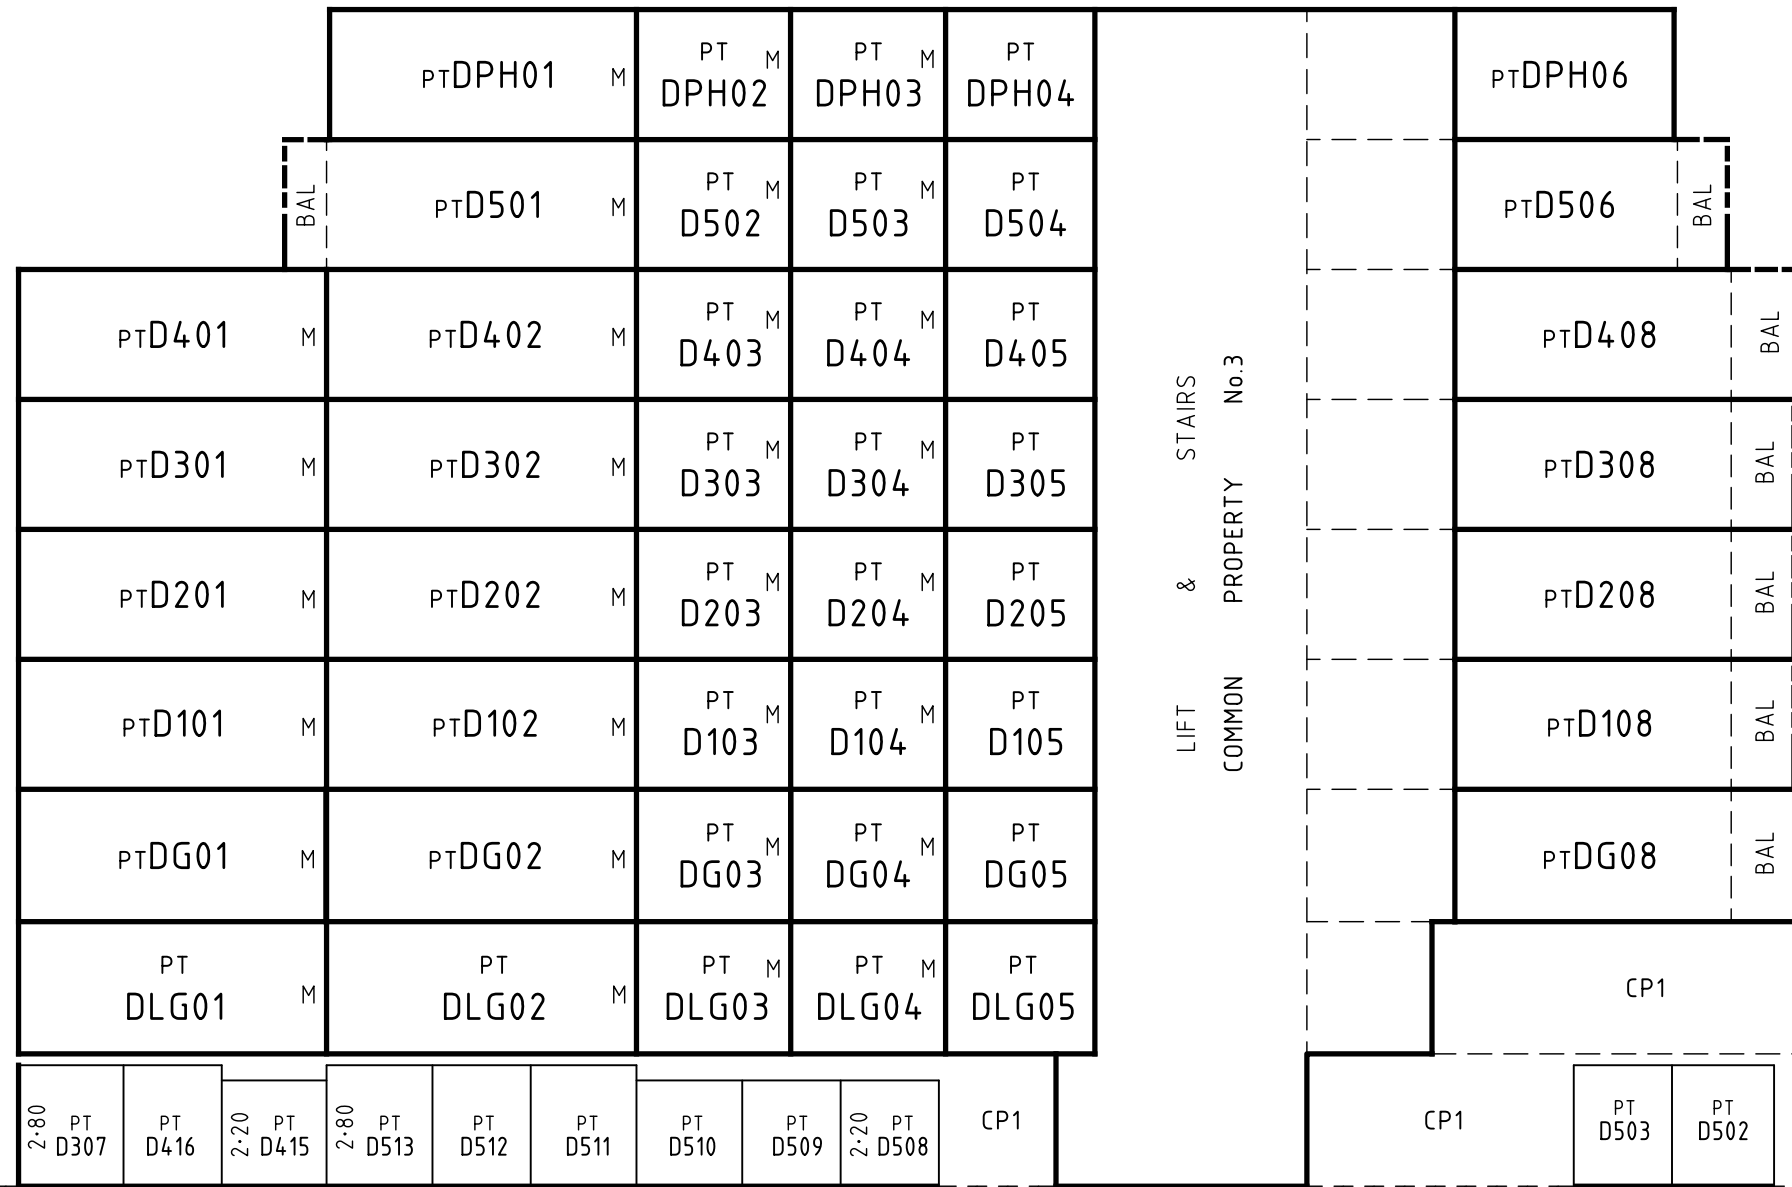 PTDPH01 M
PT M
DPH02
PT M
DPH03
PT
DPH04
PTDPH06
BAL
PTD501 M
PT M
D502
PT M
D503
PT
D504
PTD506
BAL
PTD401 M
PTD402 M
PT M
D403
PT M
D404
PT
D405
PTD408
BAL
PTD301 M
PTD302 M
PT M
D303
PT M
D304
PT
D305
PTD308
BAL
PTD201 M
PTD202 M
PT M
D203
PT M
D204
PT
D205
PTD208
BAL
PTD101 M
PTD102 M
PT M
D103
PT M
D104
PT
D105
PTD108
BAL
PTDG01 M
PTDG02 M
PT M
DG03
PT M
DG04
PT
DG05
PTDG08
BAL
LIFT & STAIRS
COMMON PROPERTY No.3
PT
DLG01 M
PT
DLG02 M
PT M
DLG03
PT M
DLG04
PT
DLG05
CP1
2·80
PT
D307
PT
D416
2·20
PT
D415
2·80
PT
D513
PT
D512
PT
D511
PT
D510
PT
D509
2·20
PT
D508
CP1
CP1
PT
D503
PT
D502